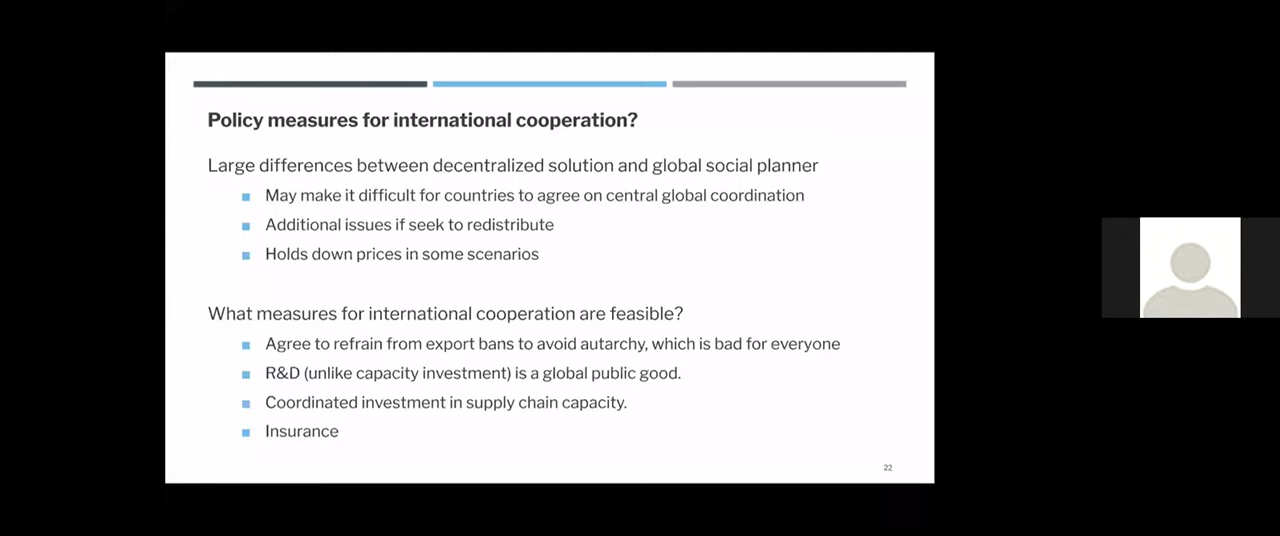 Policy measures for international cooperation?
Large differences between decentralized solution and global social planner
May make it difficult for countries to agree on central global coordination
Additional issues if seek to redistribute
Holds down prices in some scenarios
What measures for international cooperation are feasible?
Agree to refrain from export bans to avoid autarchy, which is bad for everyone
R&D (unlike capacity investment) is a global public good.
Coordinated investment in supply chain capacity.
Insurance
22